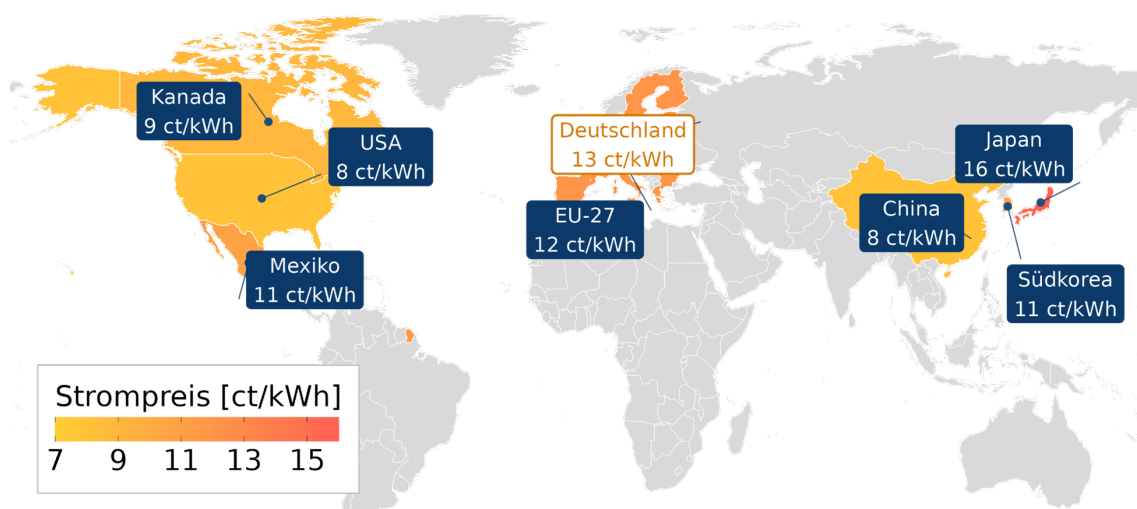 Kanada
9 ct/kWh
USA
8 ct/kWh
Mexiko
11 ct/kWh
Deutschland
13 ct/kWh
EU-27
12 ct/kWh
China
8 ct/kWh
Japan
16 ct/kWh
Südkorea
11 ct/kWh
Strompreis [ct/kWh]
7 9 11 13 15